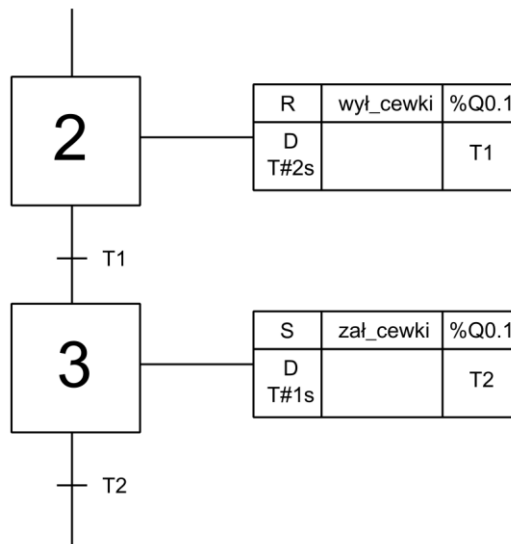 2
R wył_cewki %Q0.1
D
T#2s
T1
T1
3
S zał_cewki %Q0.1
D
T#1s
T2
T2